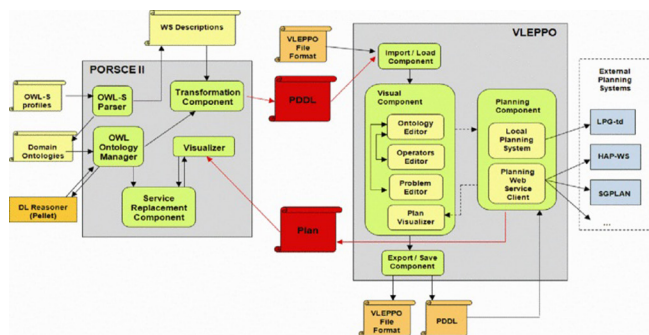 WS Descriptions
VLEPPO
VLEPPO
File
Format
Import / Load
Component
PORSCE II
OWL-S
profiles
OWL-S
Parser
Transformation
Component
PDDL
Visual
Component
Planning
Component
External
Planning
Systems
Ontology
Editor
Local
Planning
System
LPG-td
Domain
Ontologies
OWL
Ontology
Manager
Visualizer
Operators
Editor
HAP-WS
Planning
Web
Service
Client
Problem
Editor
SGPLAN
DL Reasoner
(Pellet)
Service
Replacement
Component
Plan
Plan
Visualizer
...
Export / Save
Component
VLEPPO
File
Format
PDDL